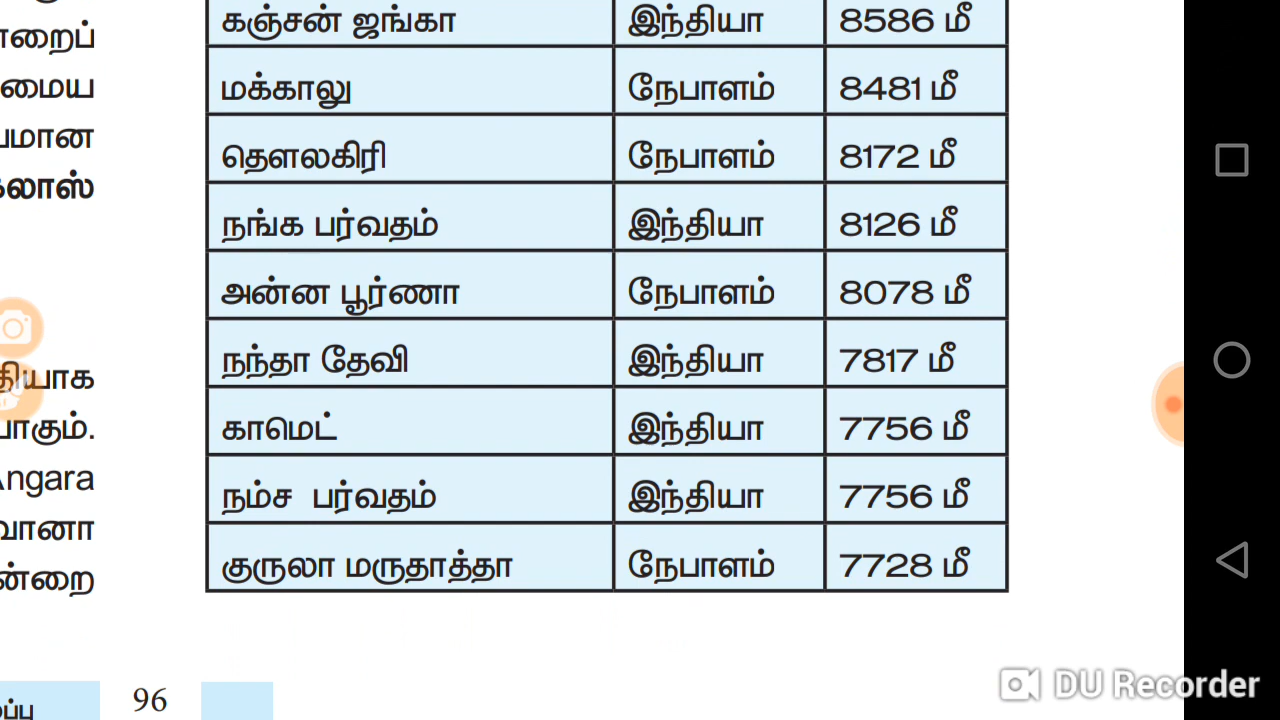 றைப்
மைய
மான
லாஸ்
தியாக
பாகும்.
Angara
வானா
ன்றை
கஞ்சன் ஜங்கா இந்தியா 8586 மீ
மக்காலு நேபாளம் 8481 மீ
தௌலகிரி நேபாளம் 8172 மீ
நங்க பர்வதம் இந்தியா 8126 மீ
அன்ன பூர்ணா நேபாளம் 8078 மீ
நந்தா தேவி இந்தியா 7817 மீ
காமெட் இந்தியா 7756 மீ
நம்ச பர்வதம் இந்தியா 7756 மீ
குருலா மருதாத்தா நேபாளம் 7728 மீ
96
DU Recorder